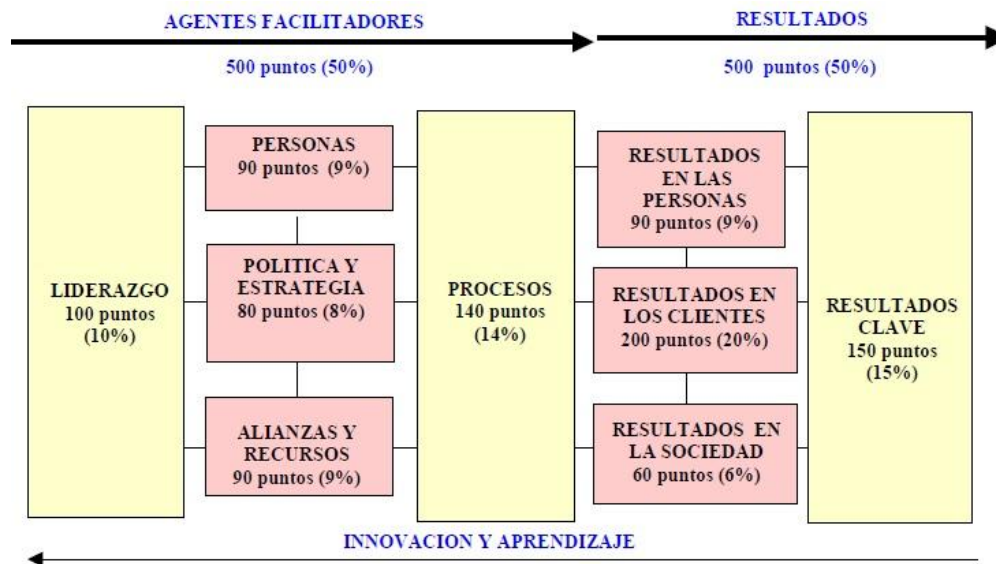 AGENTES FACILITADORES
500 puntos (50%)
RESULTADOS
500 puntos (50%)
LIDERAZGO
100 puntos
(10%)
PERSONAS
90 puntos (9%)
POLITICA Y
ESTRATEGIA
80 puntos (8%)
ALIANZAS Y
RECURSOS
90 puntos (9%)
PROCESOS
140 puntos
(14%)
RESULTADOS
EN LAS
PERSONAS
90 puntos (9%)
RESULTADOS EN
LOS CLIENTES
200 puntos (20%)
RESULTADOS EN
LA SOCIEDAD
60 puntos (6%)
RESULTADOS
CLAVE
150 puntos
(15%)
INNOVACION Y APRENDIZAJE